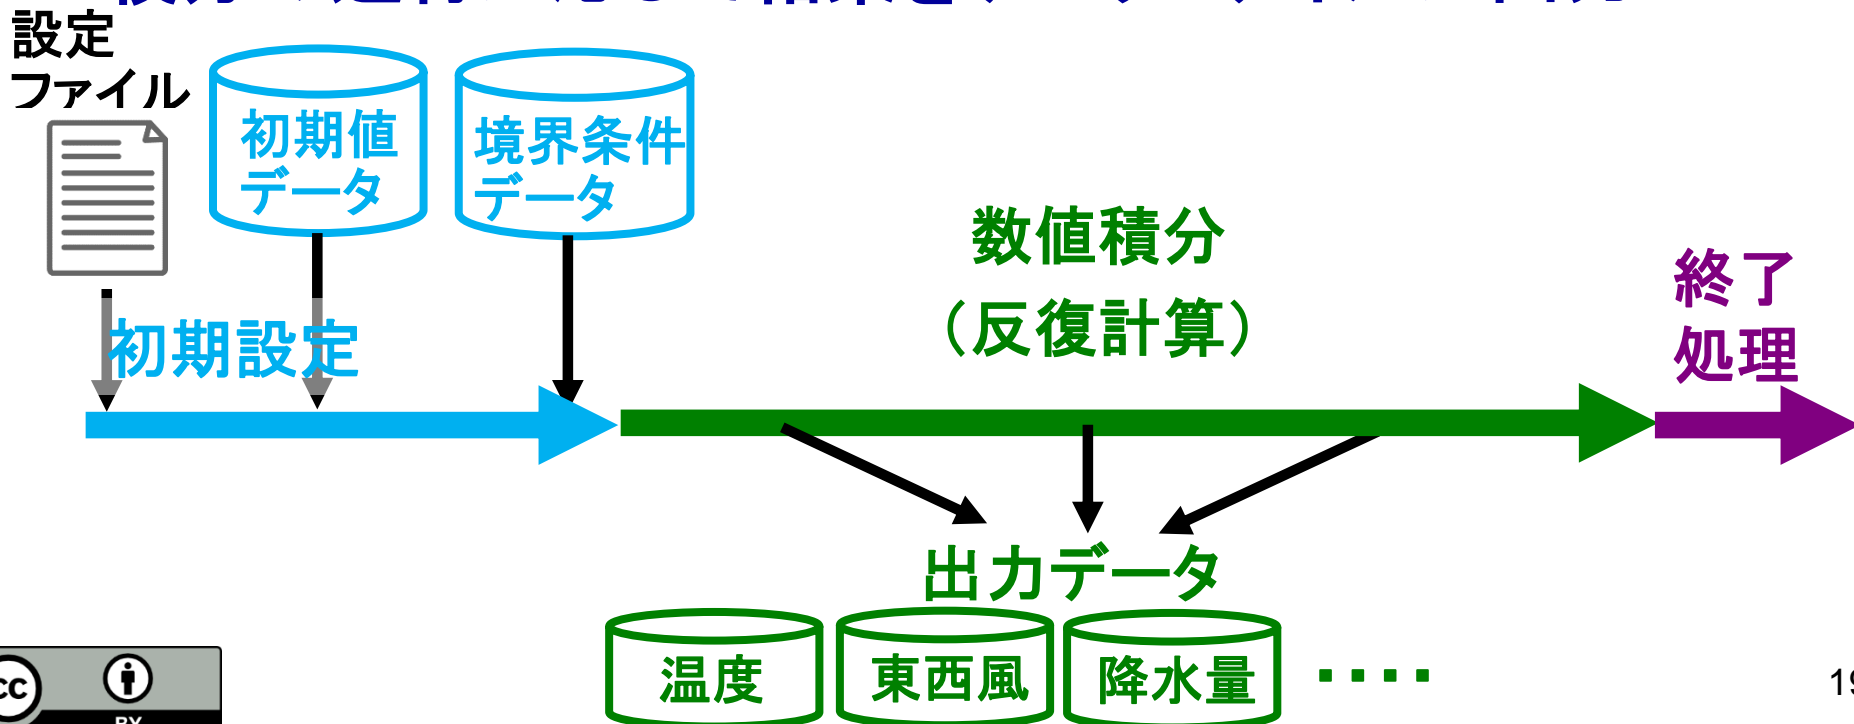 設定
ファイル
初期値
データ
境界条件
データ
数値積分
（反復計算）
終了
処理
初期設定
出力データ
温度
東西風
降水量
・・・・
cc
BY
19